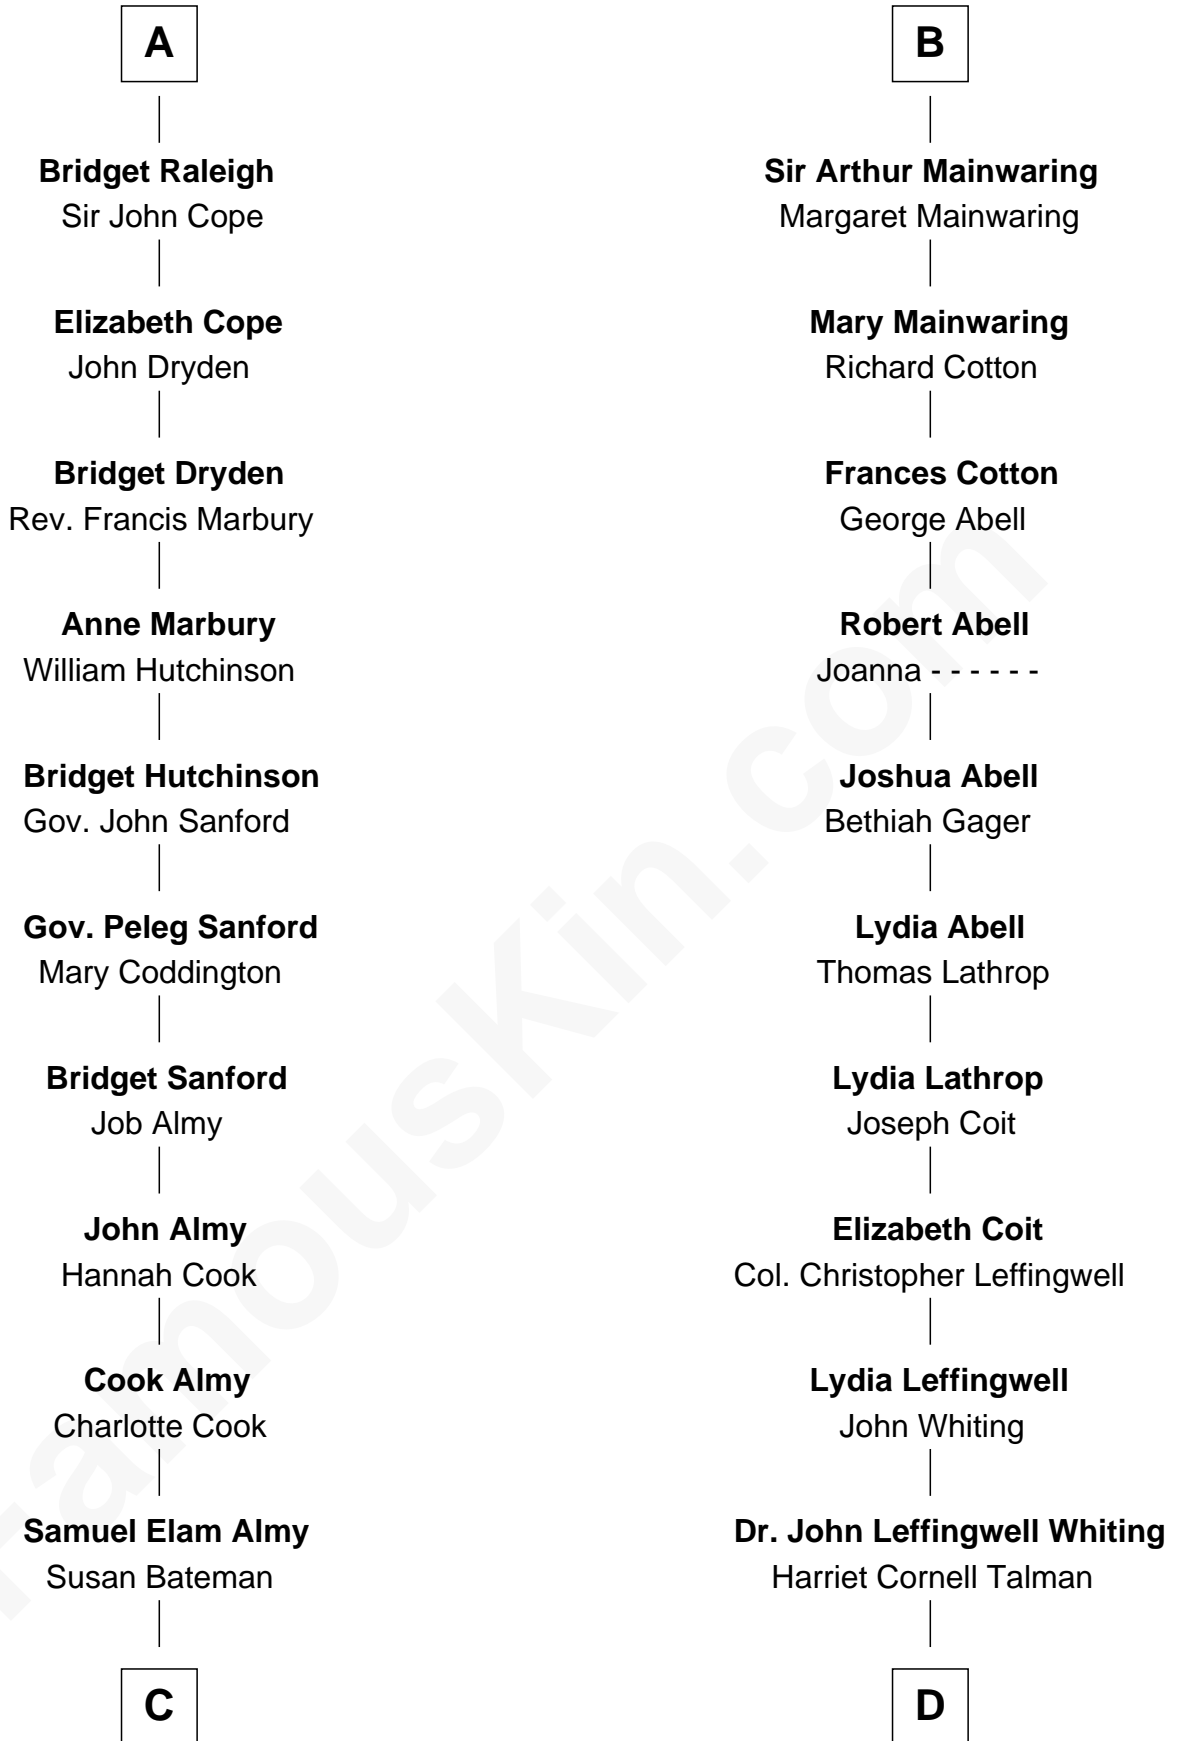 A
Bridget Raleigh
Sir John Cope
Elizabeth Cope
John Dryden
Bridget Dryden
Rev. Francis Marbury
Anne Marbury
William Hutchinson
Bridget Hutchinson
Gov. John Sanford
Gov. Peleg Sanford
Mary Coddington
Bridget Sanford
Job Almy
John Almy
Hannah Cook
Cook Almy
Charlotte Cook
Samuel Elam Almy
Susan Bateman
C
B
Sir Arthur Mainwaring
Margaret Mainwaring
Mary Mainwaring
Richard Cotton
Frances Cotton
George Abell
Robert Abell
Joanna - - - - - -
Joshua Abell
Bethiah Gager
Lydia Abell
Thomas Lathrop
Lydia Lathrop
Joseph Coit
Elizabeth Coit
Col. Christopher Leffingwell
Lydia Leffingwell
John Whiting
Dr. John Leffingwell Whiting
Harriet Cornell Talman
D
FamousKin.com